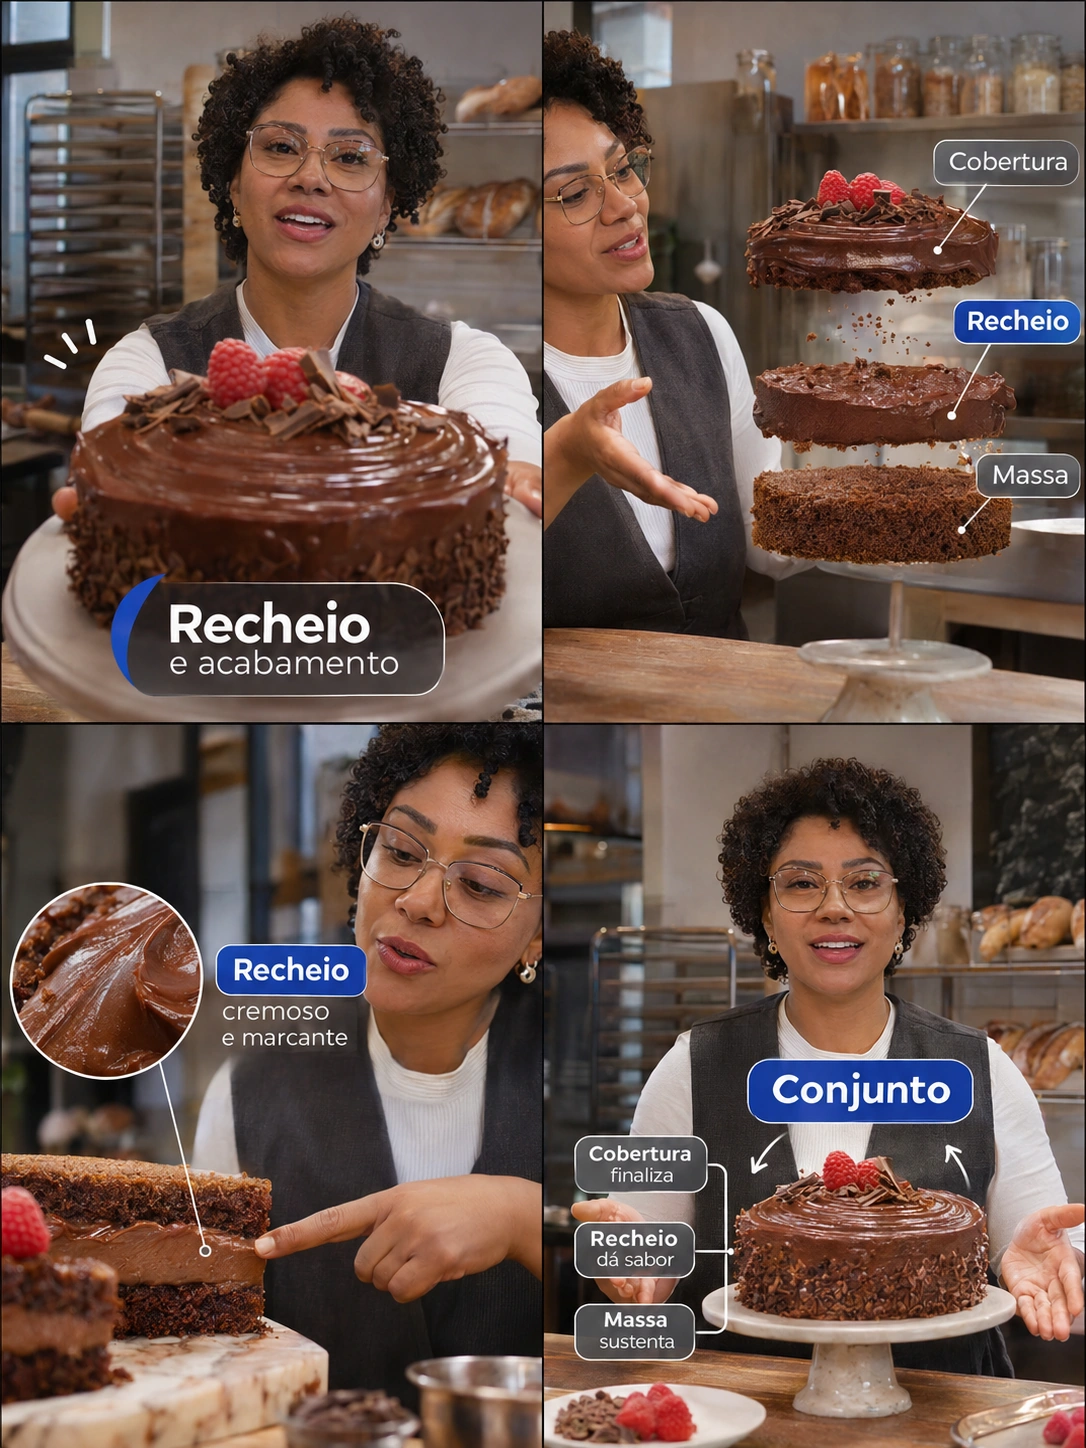 Recheio
e acabamento
Cobertura
Recheio
Massa
Recheio
cremoso
e marcante
Conjunto
Cobertura
finaliza
Recheio
dá sabor
Massa
sustenta